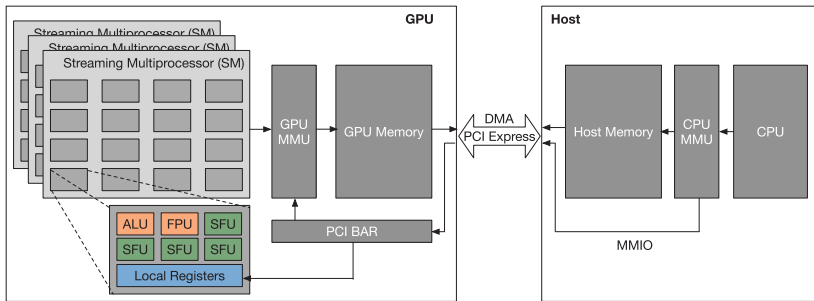 GPU
Host
Streaming Multiprocessor (SM)
Streaming Multiprocessor (SM)
Streaming Multiprocessor (SM)
GPU
MMU
GPU Memory
DMA
PCI Express
Host Memory
CPU
MMU
CPU
ALU
FPU
SFU
SFU
SFU
SFU
Local Registers
PCI BAR
MMIO